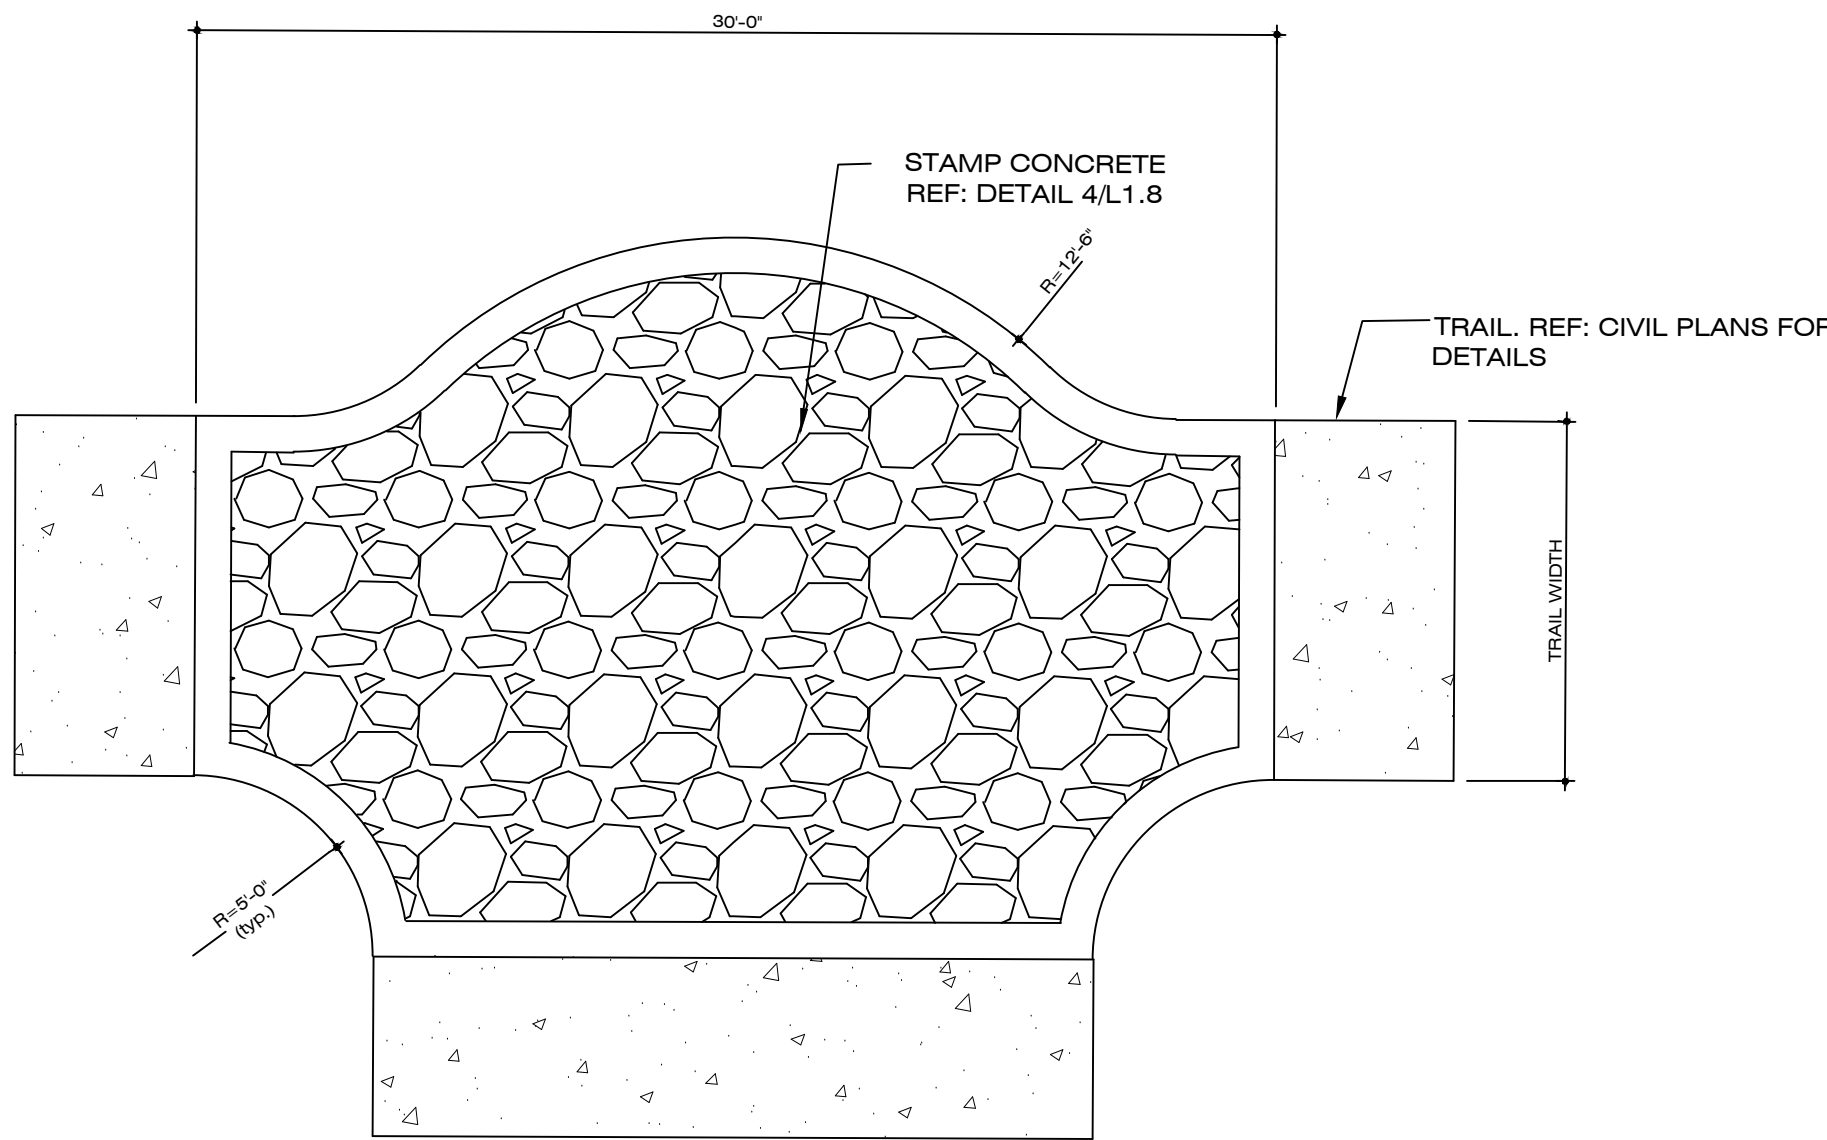 30'-0"
STAMP CONCRETE
REF: DETAIL 4/L1.8
R=12'-6"
TRAIL. REF: CIVIL PLANS FOR
DETAILS
TRAIL WIDTH
R=5'-0"
(typ.)